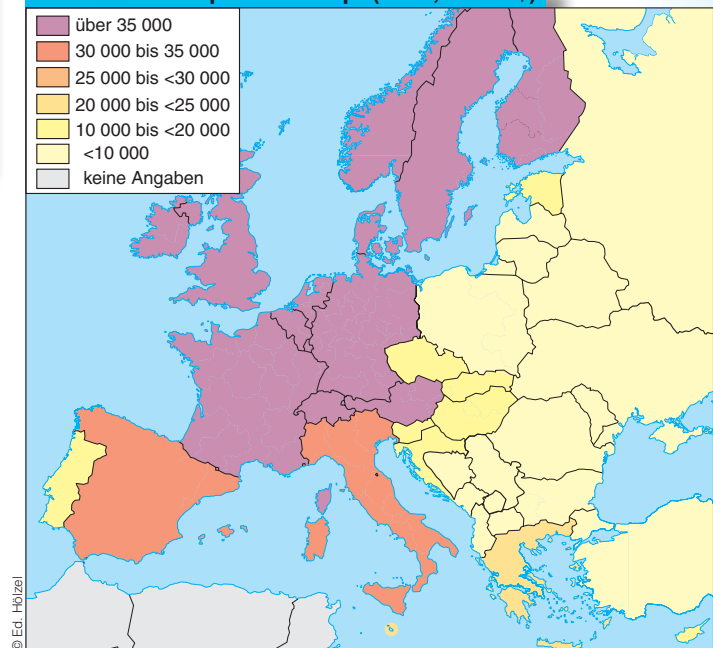 über 35 000
30 000 bis 35 000
25 000 bis <30 000
20 000 bis <25 000
10 000 bis <20 000
<10 000
keine Angaben
© Ed. Hölzel